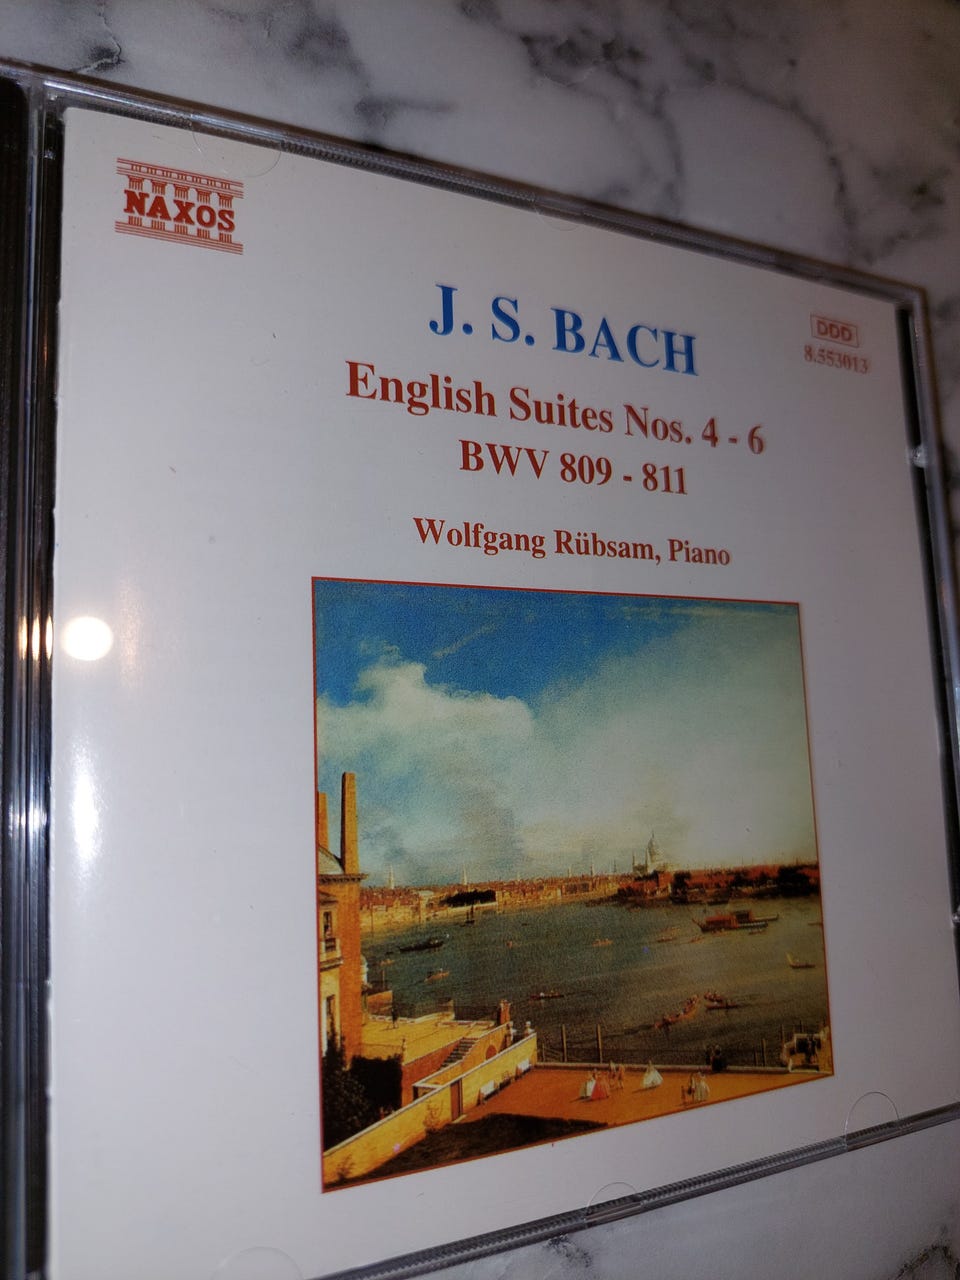 NAXOS
J. S. BACH
DDD
8.553013
English Suites Nos. 4 - 6
BWV 809 - 811
Wolfgang Rübsam, Piano